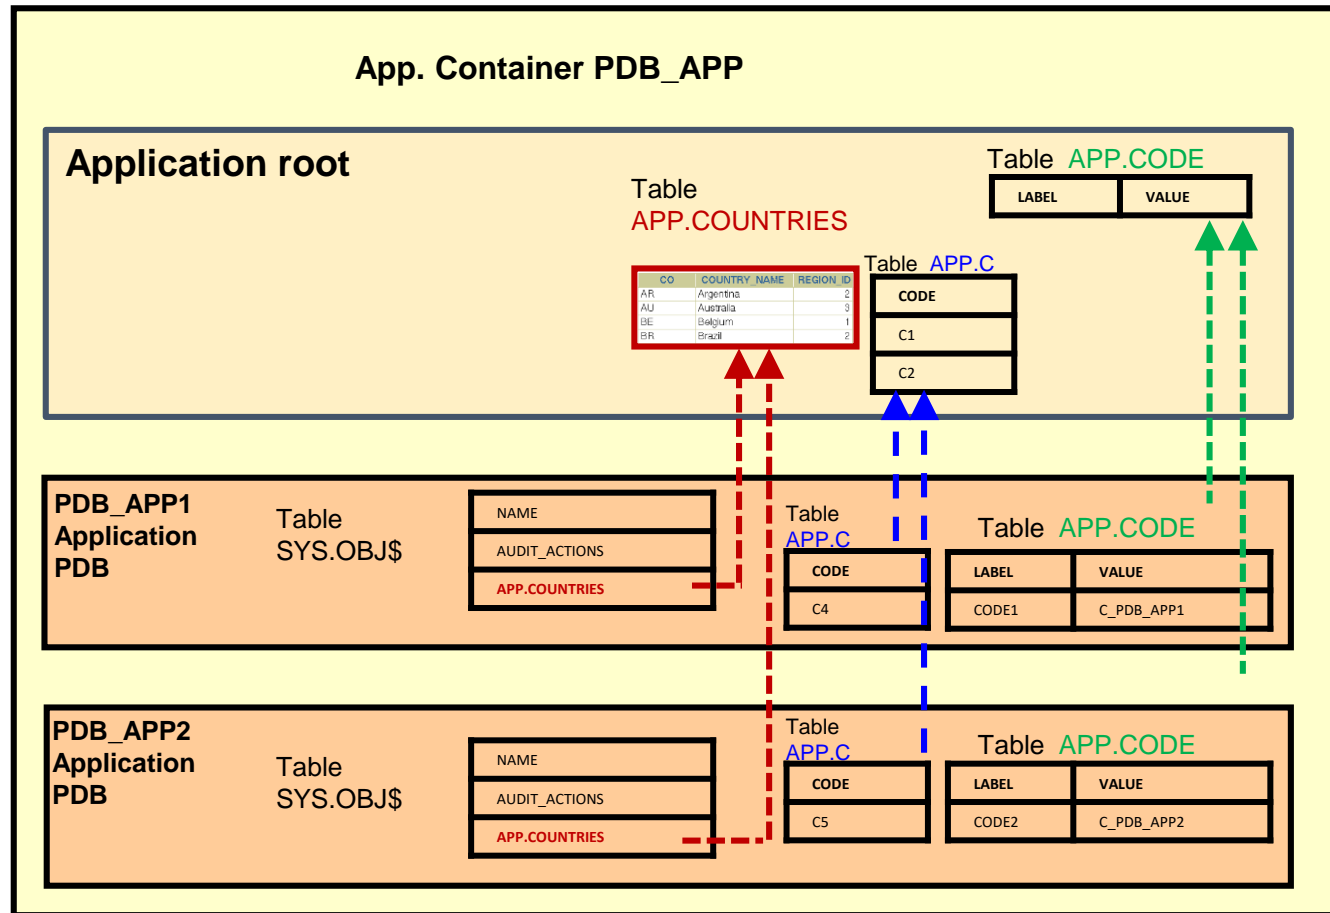 App. Container PDB_APP
Application root
Table APP.CODE
LABEL VALUE
Table
APP.COUNTRIES
CO COUNTRY_NAME REGION_ID
AR Argentina 2
AU Australia 3
BE Belgium 1
BR Brazil 2
Table APP.C
CODE
C1
C2
PDB_APP1
Application
PDB
Table
SYS.OBJ$
NAME
AUDIT_ACTIONS
APP.COUNTRIES
Table
APP.C
CODE
C4
Table APP.CODE
LABEL VALUE
CODE1 C_PDB_APP1
PDB_APP2
Application
PDB
Table
SYS.OBJ$
NAME
AUDIT_ACTIONS
APP.COUNTRIES
Table
APP.C
CODE
C5
Table APP.CODE
LABEL VALUE
CODE2 C_PDB_APP2